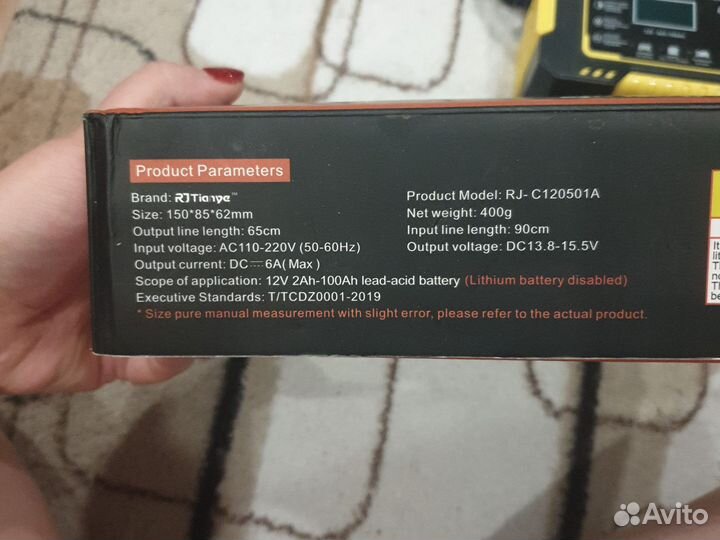 Product Parameters
Brand: RJTianye™
Product Model: RJ- C120501A
Size: 150*85*62mm
Net weight: 400g
Output line length: 65cm
Input line length: 90cm
Input voltage: AC110-220V (50-60Hz)
Output voltage: DC13.8-15.5V
Output current: DC⎓6A( Max )
Scope of application: 12V 2Ah-100Ah lead-acid battery (Lithium battery disabled)
Executive Standards: T/TCDZ0001-2019
* Size pure manual measurement with slight error, please refer to the actual product.
Avito